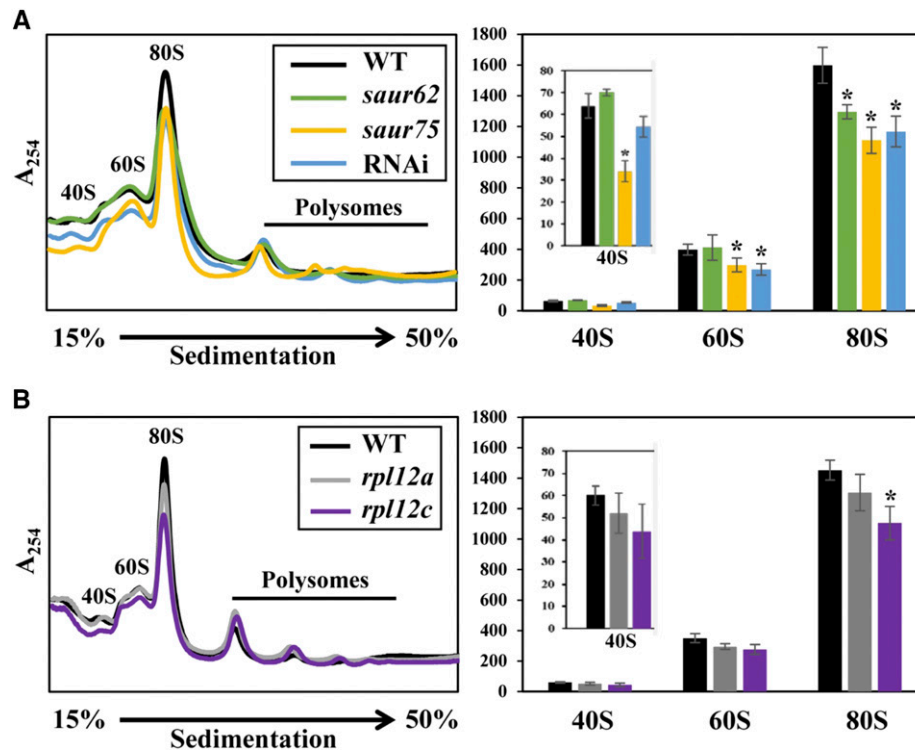 A
80S
60S
40S
A254
WT
saur62
saur75
RNAi
Polysomes
15%
50%
Sedimentation
1800
1600
1400
1200
1000
800
600
400
200
0
80
70
60
50
40
30
20
10
0
*
40S
* *
* * *
40S 60S 80S
B
80S
60S
40S
A254
WT
rpl12a
rpl12c
Polysomes
15%
50%
Sedimentation
1800
1600
1400
1200
1000
800
600
400
200
0
80
70
60
50
40
30
20
10
0
40S
*
40S 60S 80S